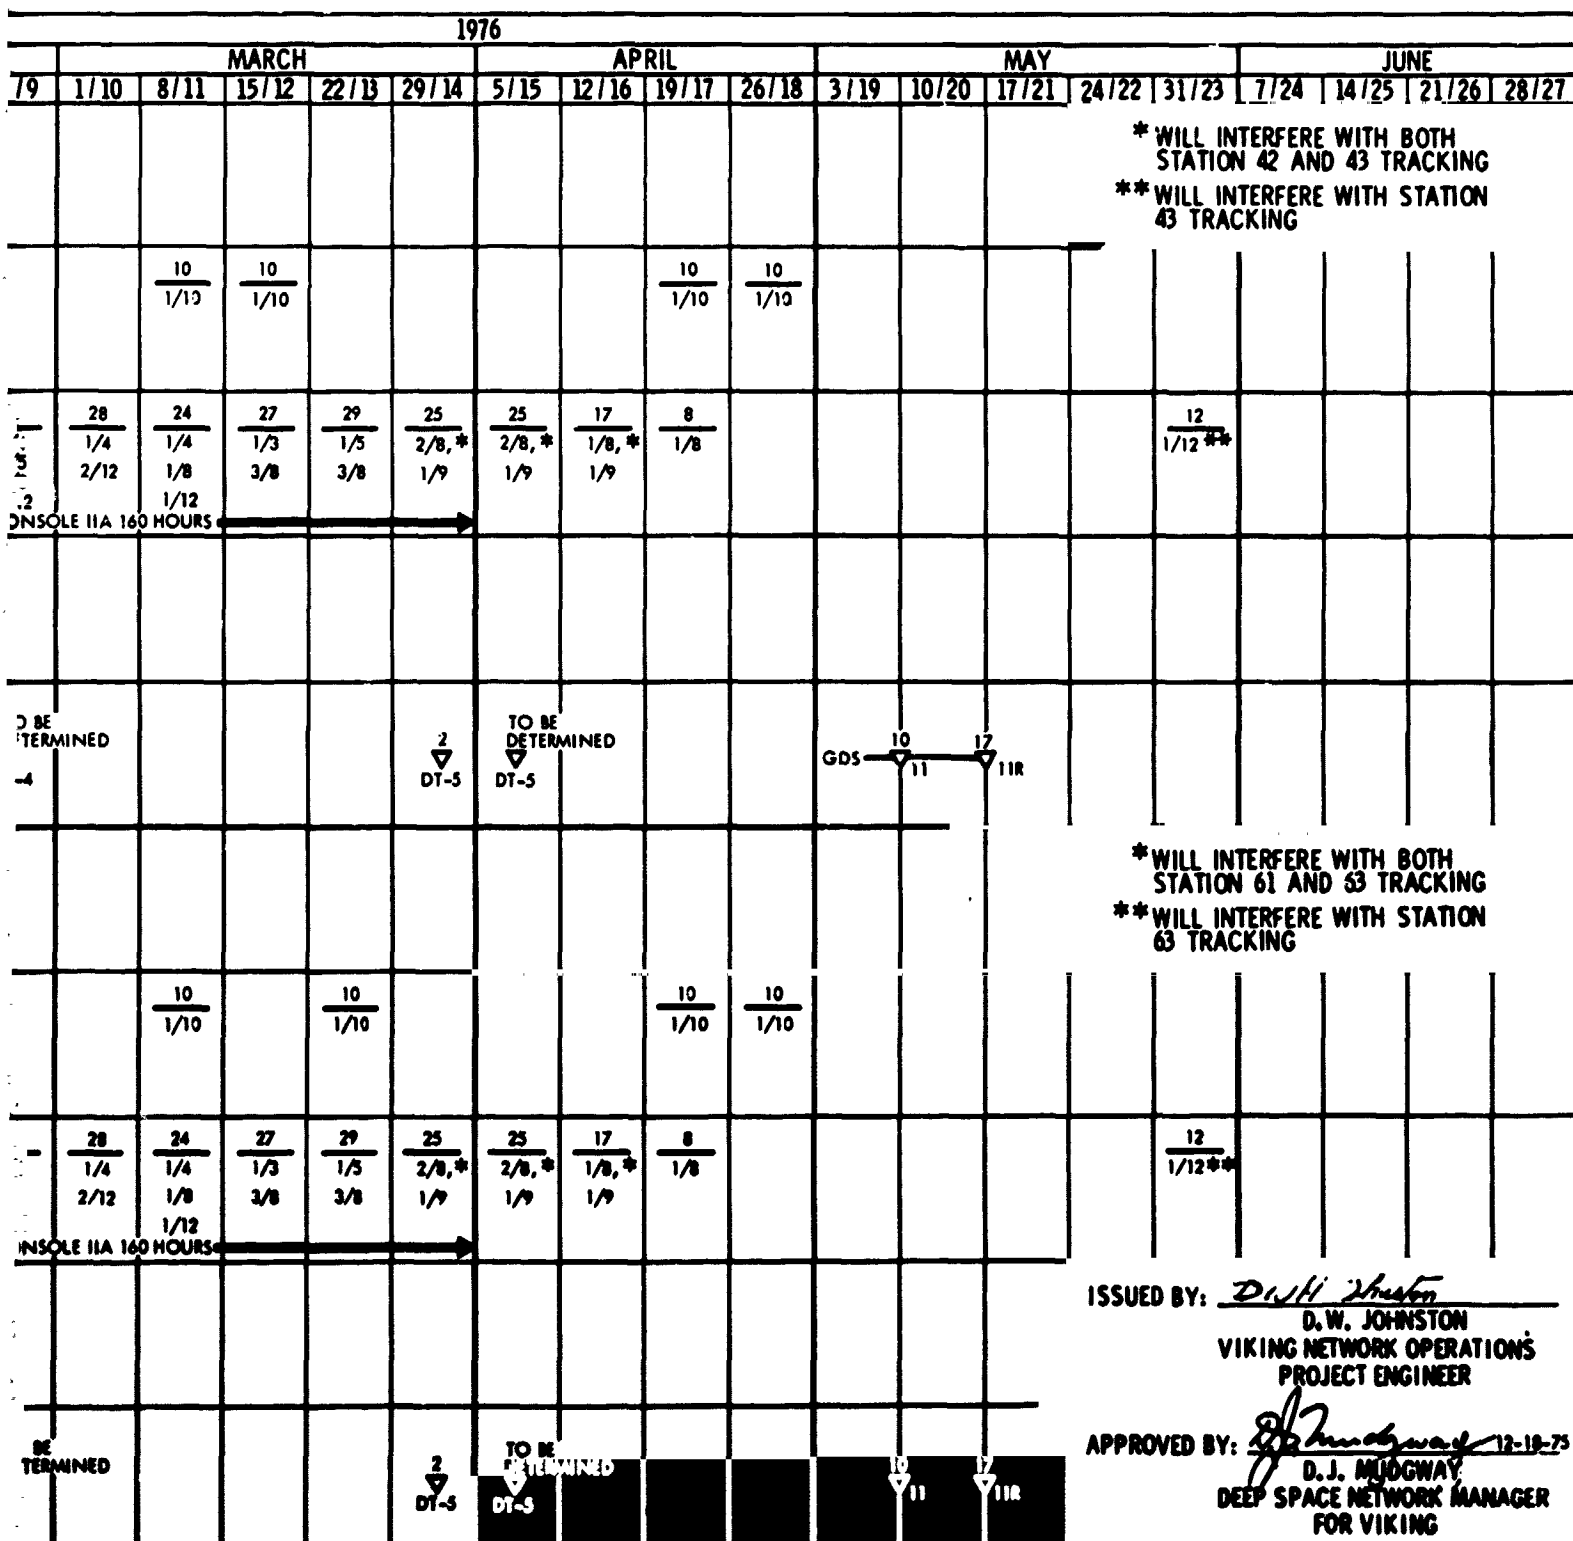 1976
MARCH APRIL MAY JUNE
/9 1/10 8/11 15/12 22/13 29/14 5/15 12/16 19/17 26/18 3/19 10/20 17/21 24/22 31/23 7/24 14/25 21/26 28/27
* WILL INTERFERE WITH BOTH
STATION 42 AND 43 TRACKING
** WILL INTERFERE WITH STATION
43 TRACKING
10 10 10 10
1/10 1/10 1/10 1/10
28 24 27 29 25 25 17 8 12
1/4 1/4 1/3 1/5 2/8, * 2/8, * 1/8, * 1/8 1/12 **
2/12 1/8 3/8 3/8 1/9 1/9 1/9
.2 1/12
ONSOLE IIA 160 HOURS
O BE TO BE
TERMINED 2 DETERMINED 10 17
GDS
-4 DT-5 DT-5 11 11R
* WILL INTERFERE WITH BOTH
STATION 61 AND 63 TRACKING
** WILL INTERFERE WITH STATION
63 TRACKING
10 10 10 10
1/10 1/10 1/10 1/10
28 24 27 29 25 25 17 8 12
1/4 1/4 1/3 1/5 2/8, * 2/8, * 1/8, * 1/8 1/12 **
2/12 1/8 3/8 3/8 1/9 1/9 1/9
1/12
NSOLE IIA 160 HOURS
ISSUED BY:
D.W. JOHNSTON
VIKING NETWORK OPERATIONS
PROJECT ENGINEER
APPROVED BY: 12-18-75
D.J. MUDGWAY
DEEP SPACE NETWORK MANAGER
FOR VIKING
BE TO BE
TERMINED 2 DETERMINED 10 17
DT-5 DT-5 11 11R